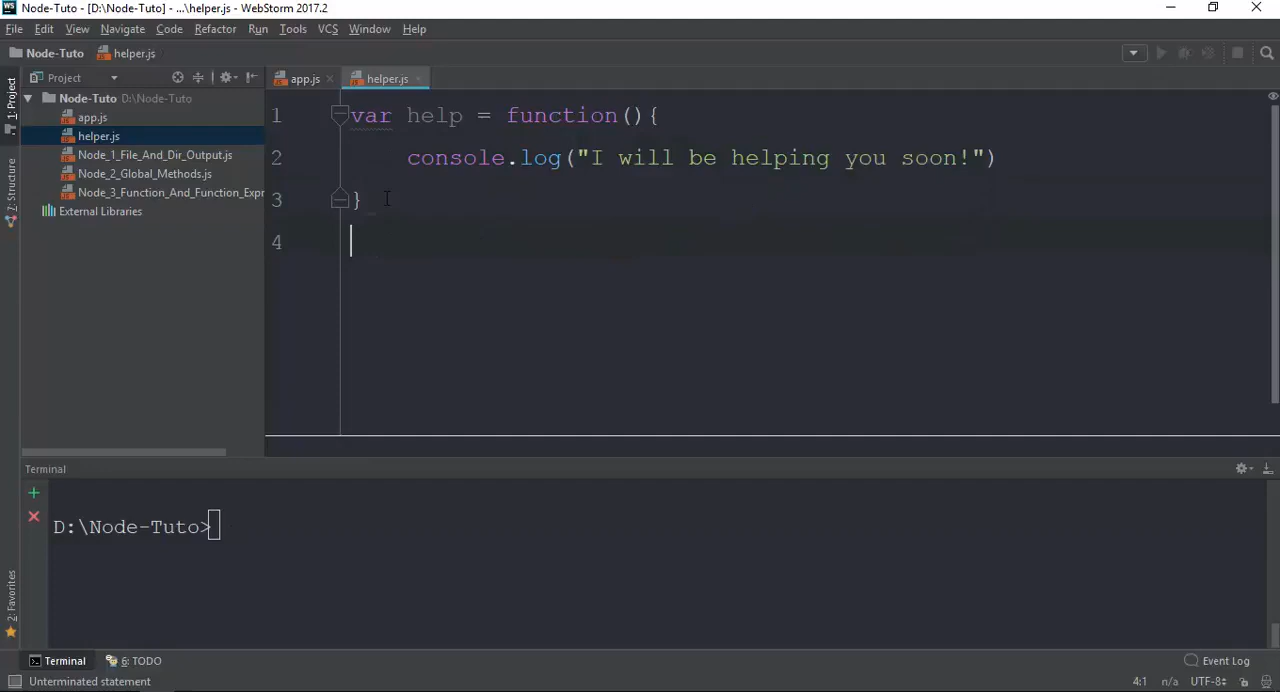 WS Node-Tuto - [D:\Node-Tuto] - ...\helper.js - WebStorm 2017.2
File Edit View Navigate Code Refactor Run Tools VCS Window Help
Node-Tuto helper.js
Project app.js helper.js
1: Project
Node-Tuto D:\Node-Tuto
app.js
helper.js
Node_1_File_And_Dir_Output.js
Node_2_Global_Methods.js
Node_3_Function_And_Function_Expr
External Libraries
Z: Structure
1 var help = function(){
2 console.log("I will be helping you soon!")
3 }
4
Terminal
D:\Node-Tuto>
2: Favorites
Terminal 6: TODO Event Log
Unterminated statement 4:1 n/a UTF-8